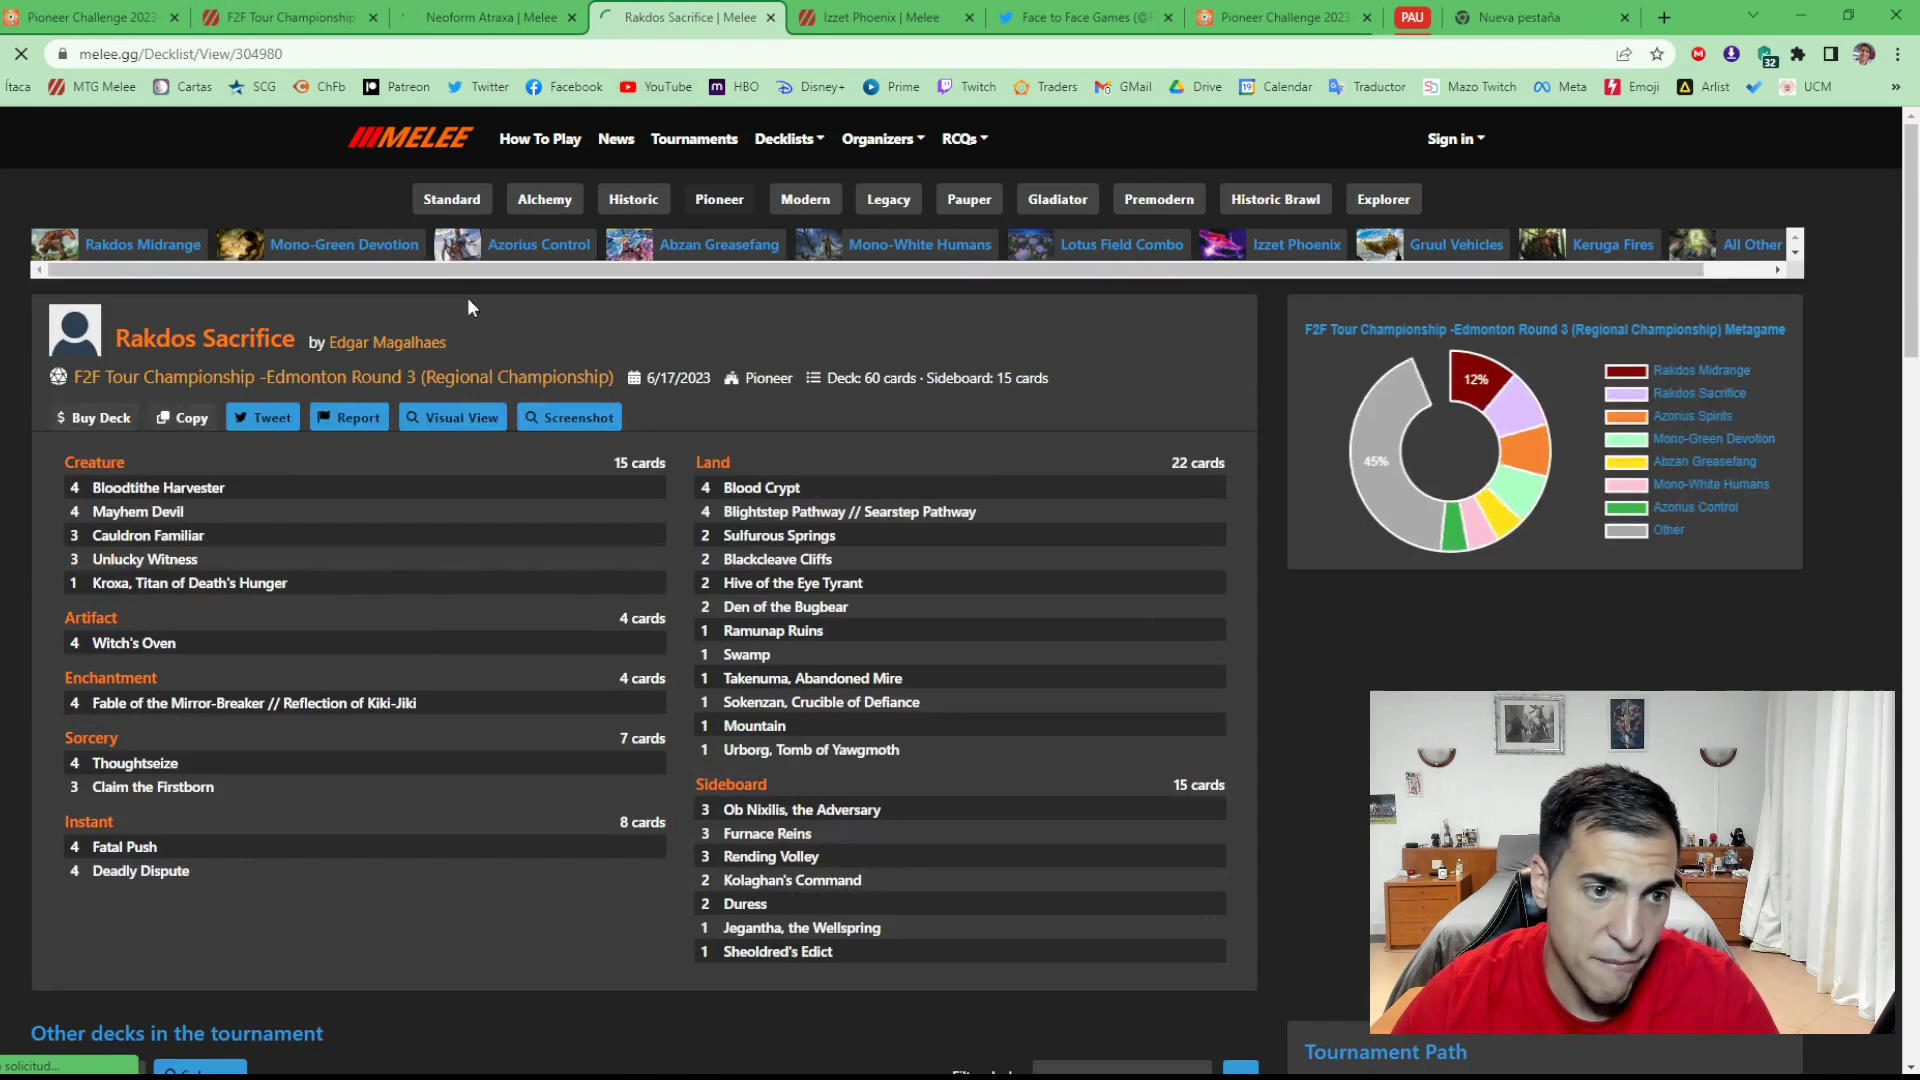 Pioneer Challenge 2023-
F2F Tour Championship
Neoform Atraxa | Melee
Rakdos Sacrifice | Melee
Izzet Phoenix | Melee
Face to Face Games (@F
Pioneer Challenge 2023
PAU
Nueva pestaña
melee.gg/Decklist/View/304980
32
Ítaca
MTG Melee
Cartas
SCG
ChFb
Patreon
Twitter
Facebook
YouTube
HBO
Disney+
Prime
Twitch
Traders
GMail
Drive
Calendar
Traductor
Mazo Twitch
Meta
Emoji
Arlist
UCM
MELEE
How To Play
News
Tournaments
Decklists
Organizers
RCQs
Sign in
Standard
Alchemy
Historic
Pioneer
Modern
Legacy
Pauper
Gladiator
Premodern
Historic Brawl
Explorer
Rakdos Midrange
Mono-Green Devotion
Azorius Control
Abzan Greasefang
Mono-White Humans
Lotus Field Combo
Izzet Phoenix
Gruul Vehicles
Keruga Fires
All Other
Rakdos Sacrifice by Edgar Magalhaes
F2F Tour Championship -Edmonton Round 3 (Regional Championship) 6/17/2023 Pioneer Deck: 60 cards · Sideboard: 15 cards
$ Buy Deck
Copy
Tweet
Report
Visual View
Screenshot
Creature 15 cards
4 Bloodtithe Harvester
4 Mayhem Devil
3 Cauldron Familiar
3 Unlucky Witness
1 Kroxa, Titan of Death's Hunger
Artifact 4 cards
4 Witch's Oven
Enchantment 4 cards
4 Fable of the Mirror-Breaker // Reflection of Kiki-Jiki
Sorcery 7 cards
4 Thoughtseize
3 Claim the Firstborn
Instant 8 cards
4 Fatal Push
4 Deadly Dispute
Land 22 cards
4 Blood Crypt
4 Blightstep Pathway // Searstep Pathway
2 Sulfurous Springs
2 Blackcleave Cliffs
2 Hive of the Eye Tyrant
2 Den of the Bugbear
1 Ramunap Ruins
1 Swamp
1 Takenuma, Abandoned Mire
1 Sokenzan, Crucible of Defiance
1 Mountain
1 Urborg, Tomb of Yawgmoth
Sideboard 15 cards
3 Ob Nixilis, the Adversary
3 Furnace Reins
3 Rending Volley
2 Kolaghan's Command
2 Duress
1 Jegantha, the Wellspring
1 Sheoldred's Edict
F2F Tour Championship -Edmonton Round 3 (Regional Championship) Metagame
12%
45%
Rakdos Midrange
Rakdos Sacrifice
Azorius Spirits
Mono-Green Devotion
Abzan Greasefang
Mono-White Humans
Azorius Control
Other
Other decks in the tournament
Tournament Path
solicitud...